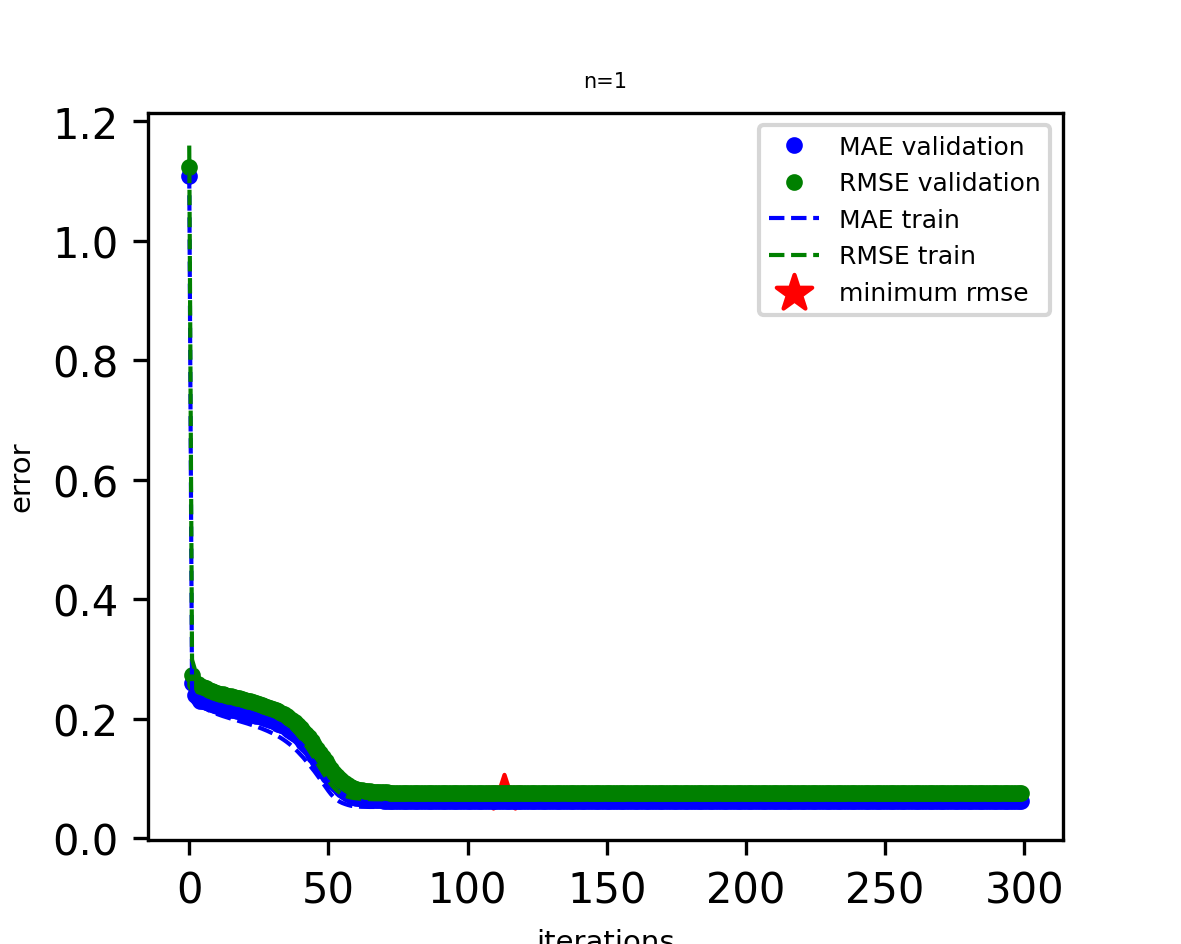 n=1
1.2
1.0
0.8
0.6
0.4
0.2
0.0
error
MAE validation
RMSE validation
MAE train
RMSE train
minimum rmse
0 50 100 150 200 250 300
iterations